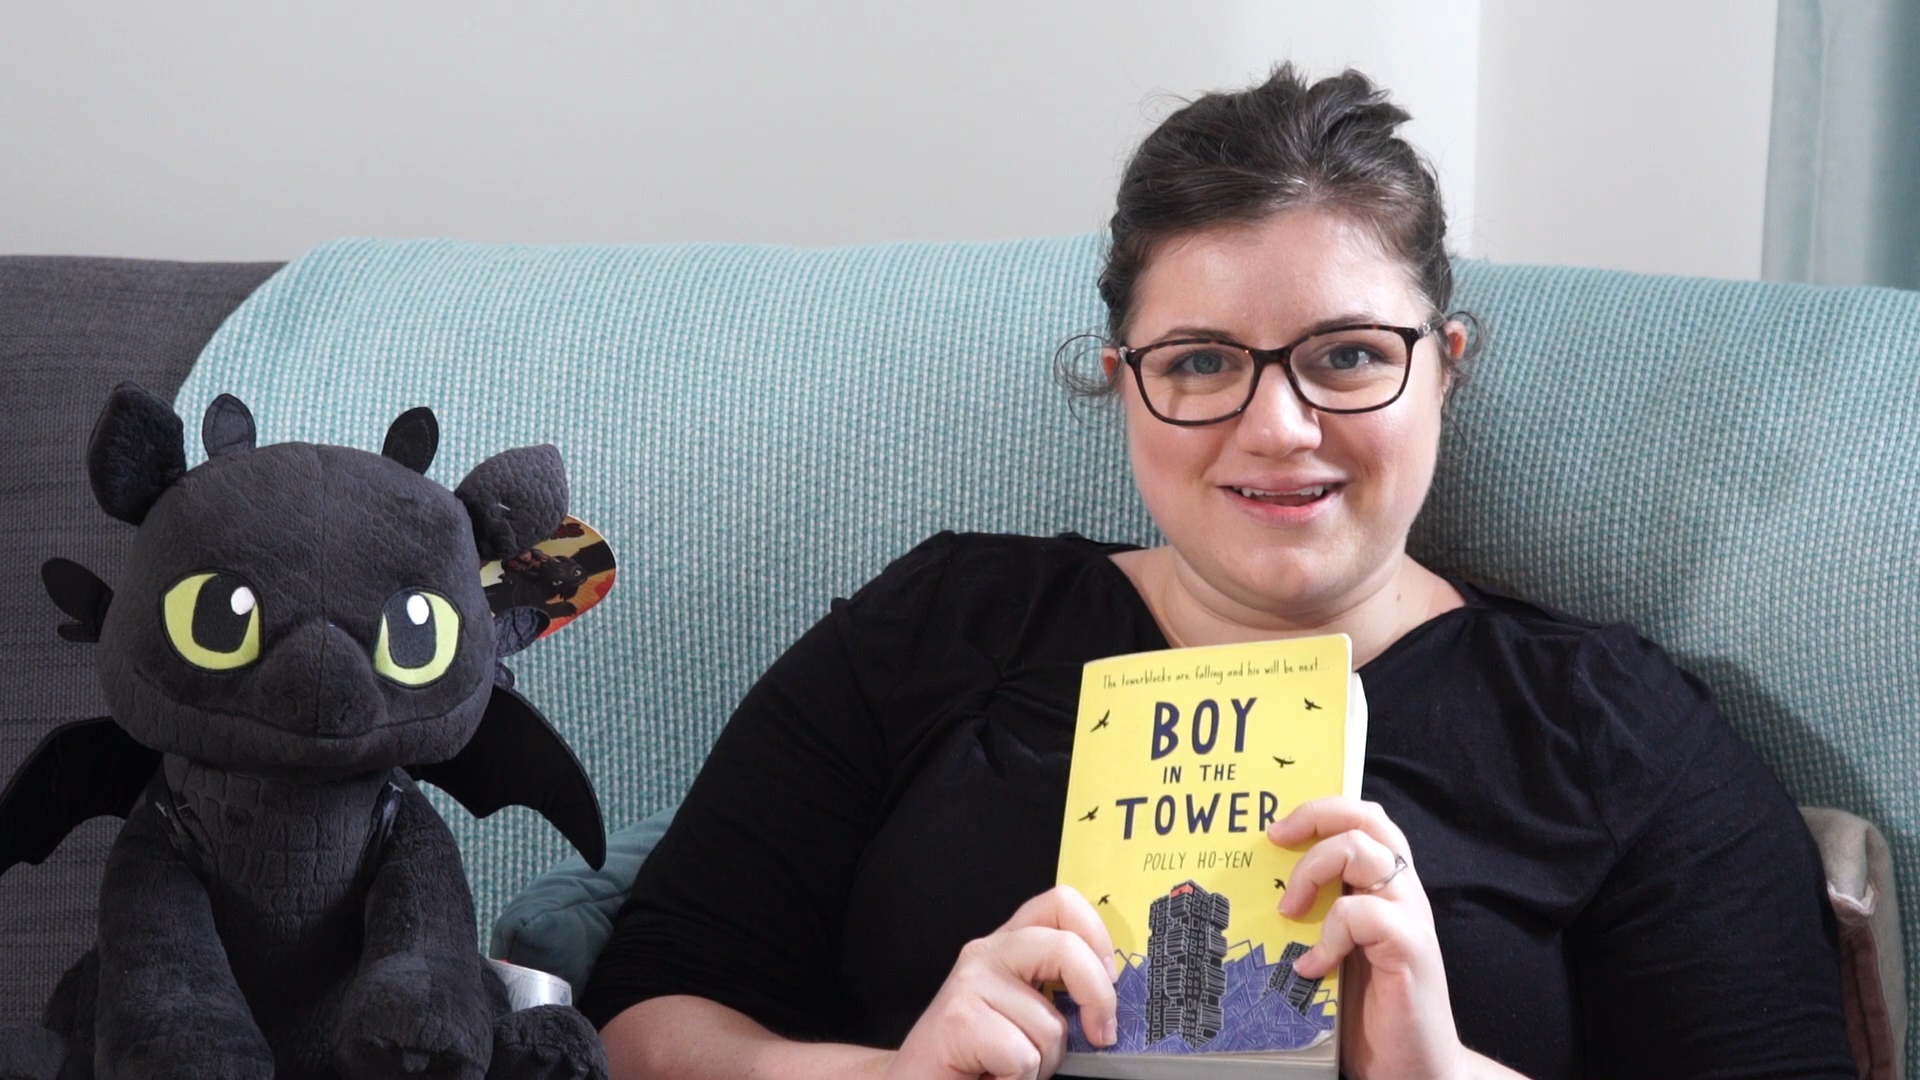 The towerblocks are falling and his will be next...
BOY
IN THE
TOWER
POLLY HO-YEN